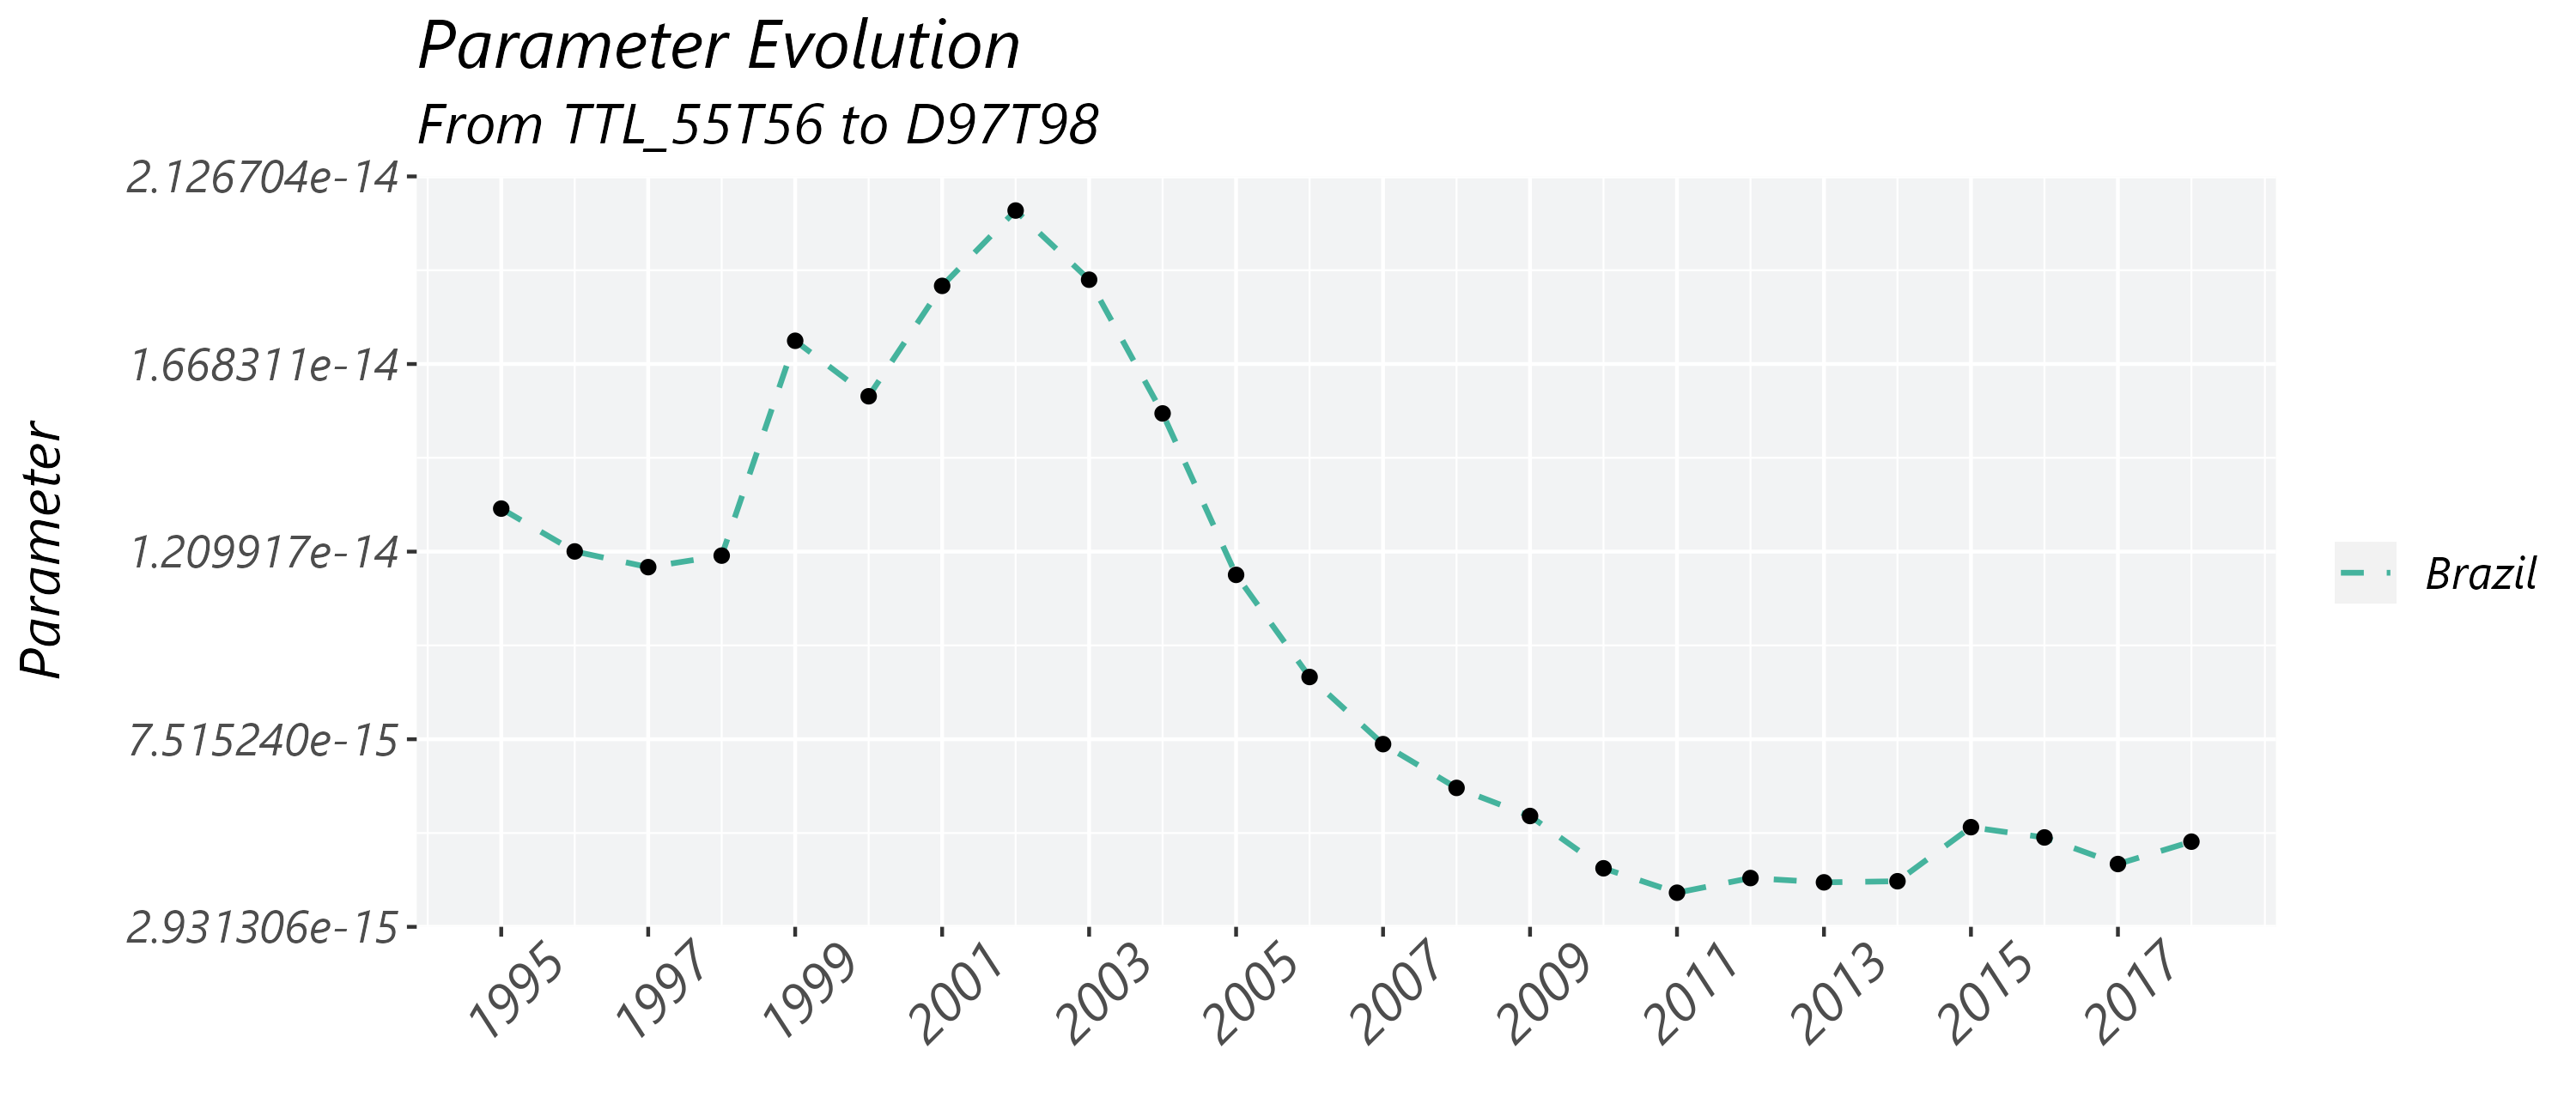 Parameter Evolution
From TTL_55T56 to D97T98
2.126704e-14
1.668311e-14
1.209917e-14
7.515240e-15
2.931306e-15
Parameter
1995
1997
1999
2001
2003
2005
2007
2009
2011
2013
2015
2017
Brazil